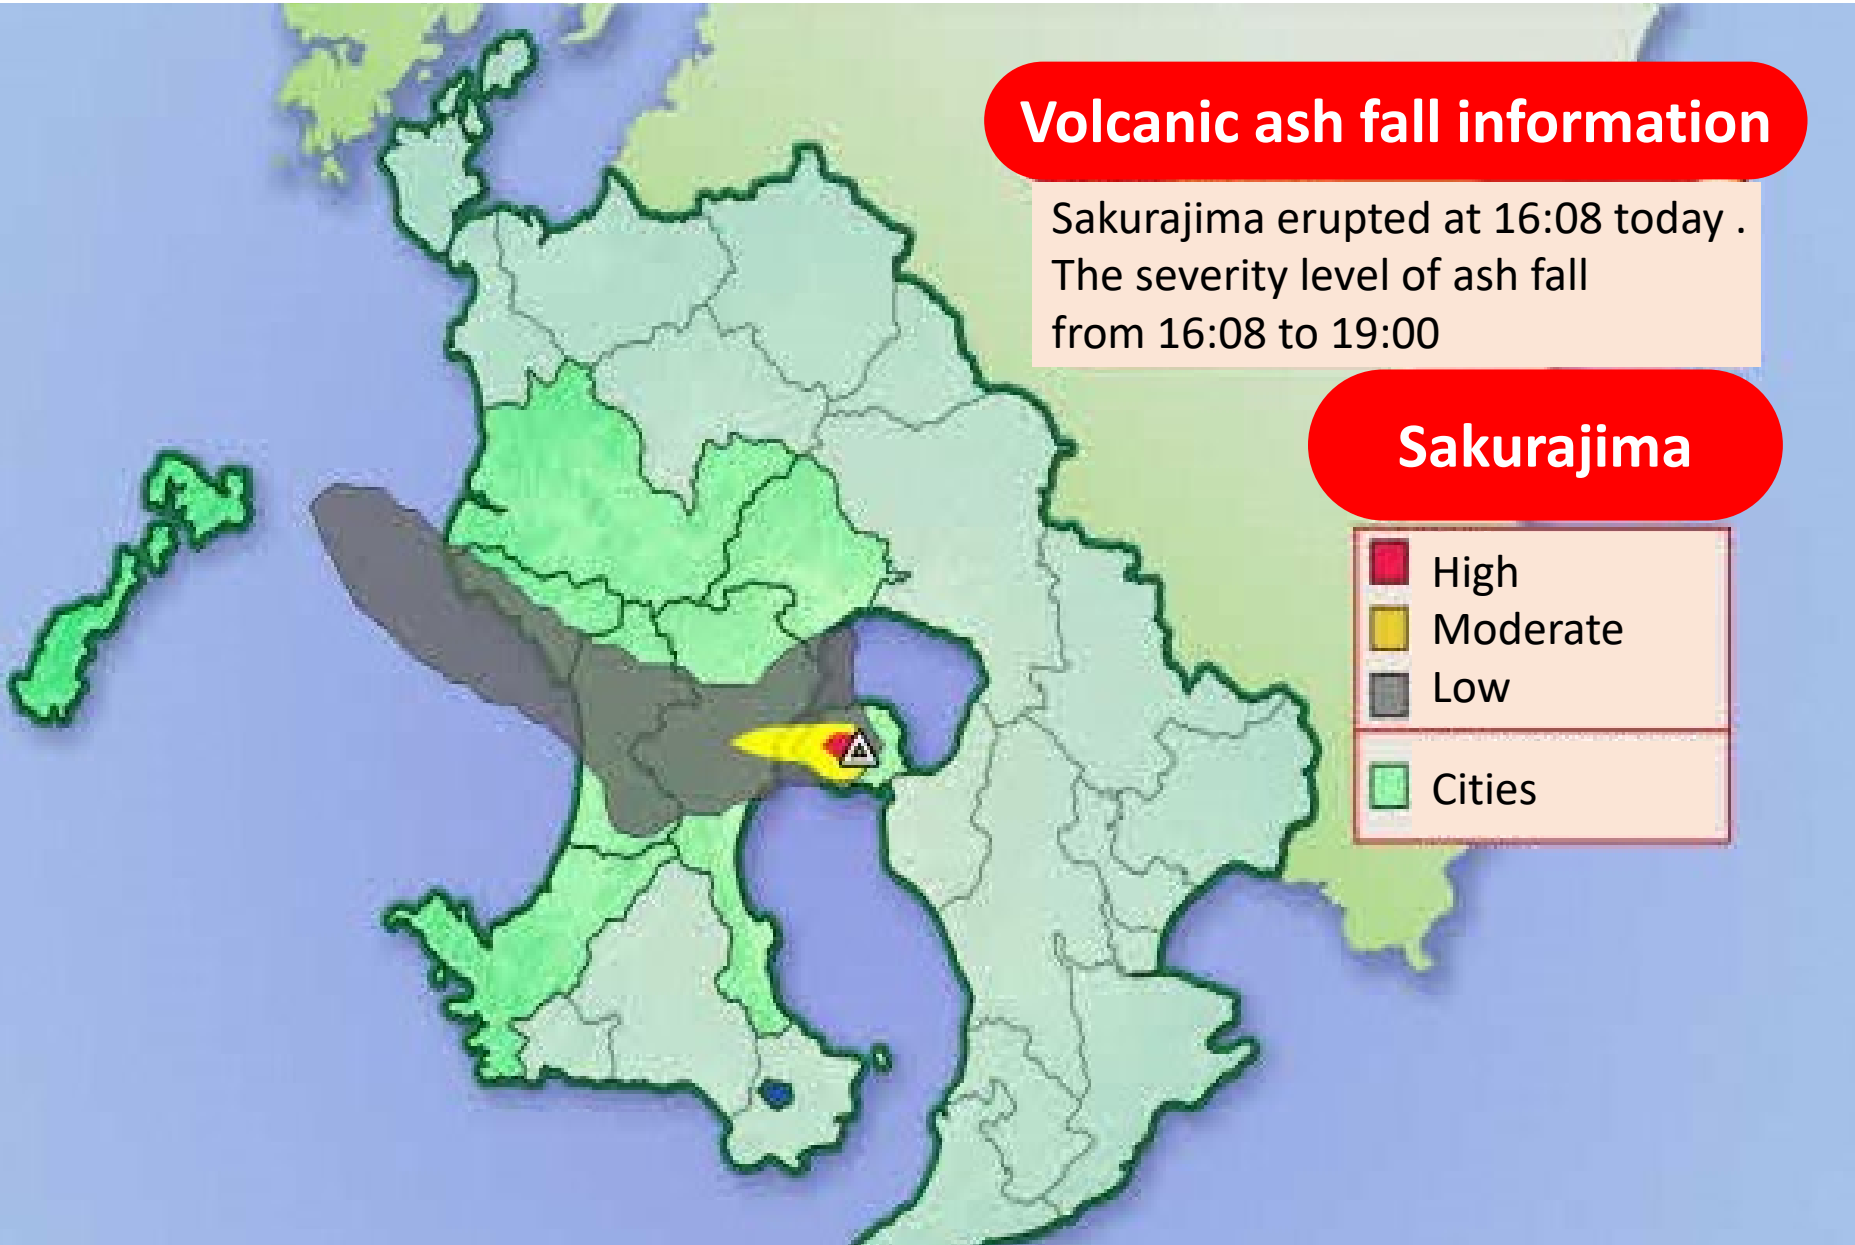 Volcanic ash fall information
Sakurajima erupted at 16:08 today .
The severity level of ash fall
from 16:08 to 19:00
Sakurajima
High
Moderate
Low
Cities